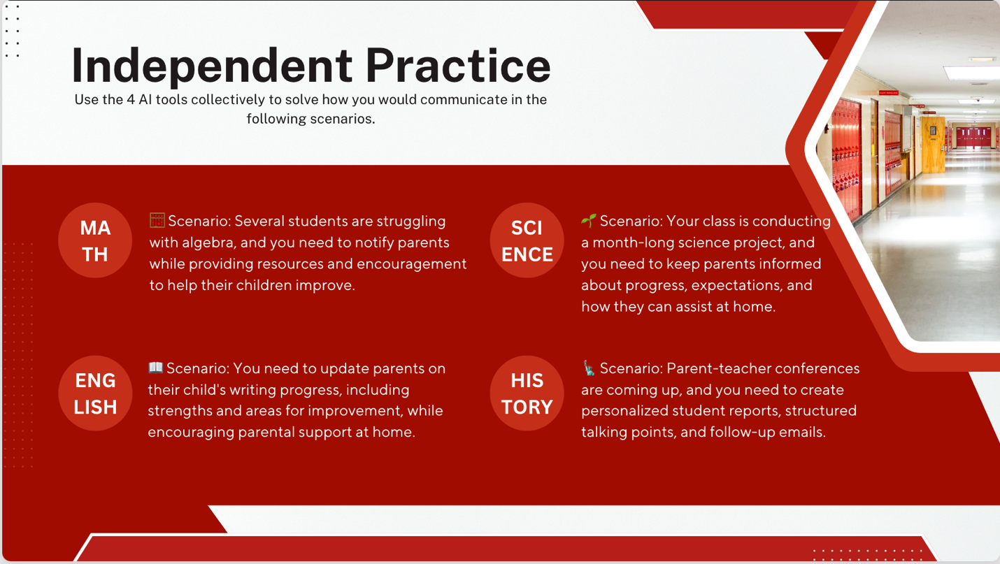 Independent Practice
Use the 4 AI tools collectively to solve how you would communicate in the
following scenarios.
MA
TH
🧮 Scenario: Several students are struggling
with algebra, and you need to notify parents
while providing resources and encouragement
to help their children improve.
SCI
ENCE
🌱 Scenario: Your class is conducting
a month-long science project, and
you need to keep parents informed
about progress, expectations, and
how they can assist at home.
ENG
LISH
📖 Scenario: You need to update parents on
their child's writing progress, including
strengths and areas for improvement, while
encouraging parental support at home.
HIS
TORY
🗽 Scenario: Parent-teacher conferences
are coming up, and you need to create
personalized student reports, structured
talking points, and follow-up emails.